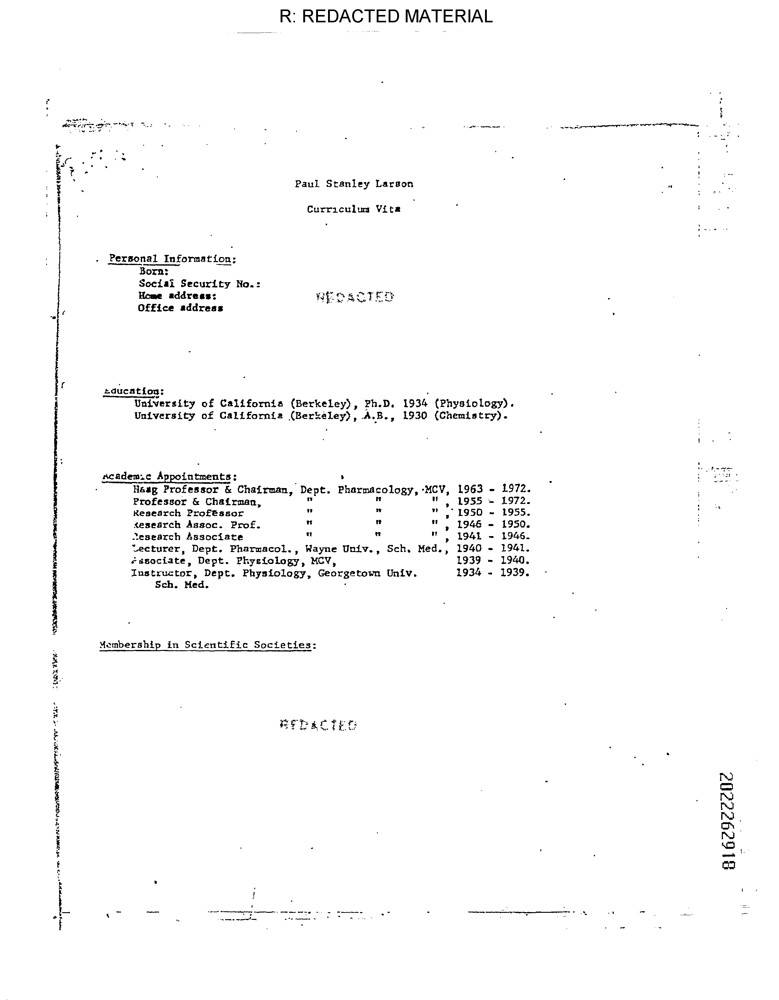 R: REDACTED MATERIAL
Paul Stanley Larson
Curriculum Vita
Personal Information:
Born:
Social Security No.:
Home address:
REDACTED
Office address
Education:
University of California (Berkeley), Ph.D. 1934 (Physiology).
University of California (Berkeley), A.B., 1930 (Chemistry).
Academic Appointments:
Haag Professor & Chairman, Dept. Pharmacology, MCV, 1963 - 1972.
Professor & Chairman, " " ", 1955 - 1972.
Research Professor " " ", 1950 - 1955.
Research Assoc. Prof. " " ", 1946 - 1950.
Research Associate " " ", 1941 - 1946.
Lecturer, Dept. Pharmacol., Wayne Univ., Sch. Med., 1940 - 1941.
Associate, Dept. Physiology, MCV, 1939 - 1940.
Instructor, Dept. Physiology, Georgetown Univ. 1934 - 1939.
Sch. Med.
Membership in Scientific Societies:
REDACTED
2022262918